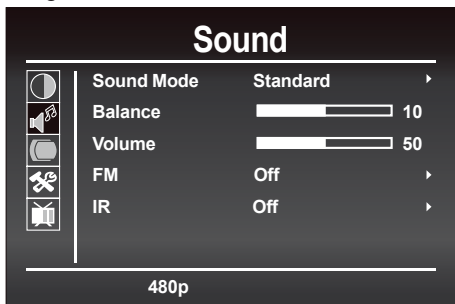 Sound
Sound Mode Standard
Balance 10
Volume 50
FM Off
IR Off
480p